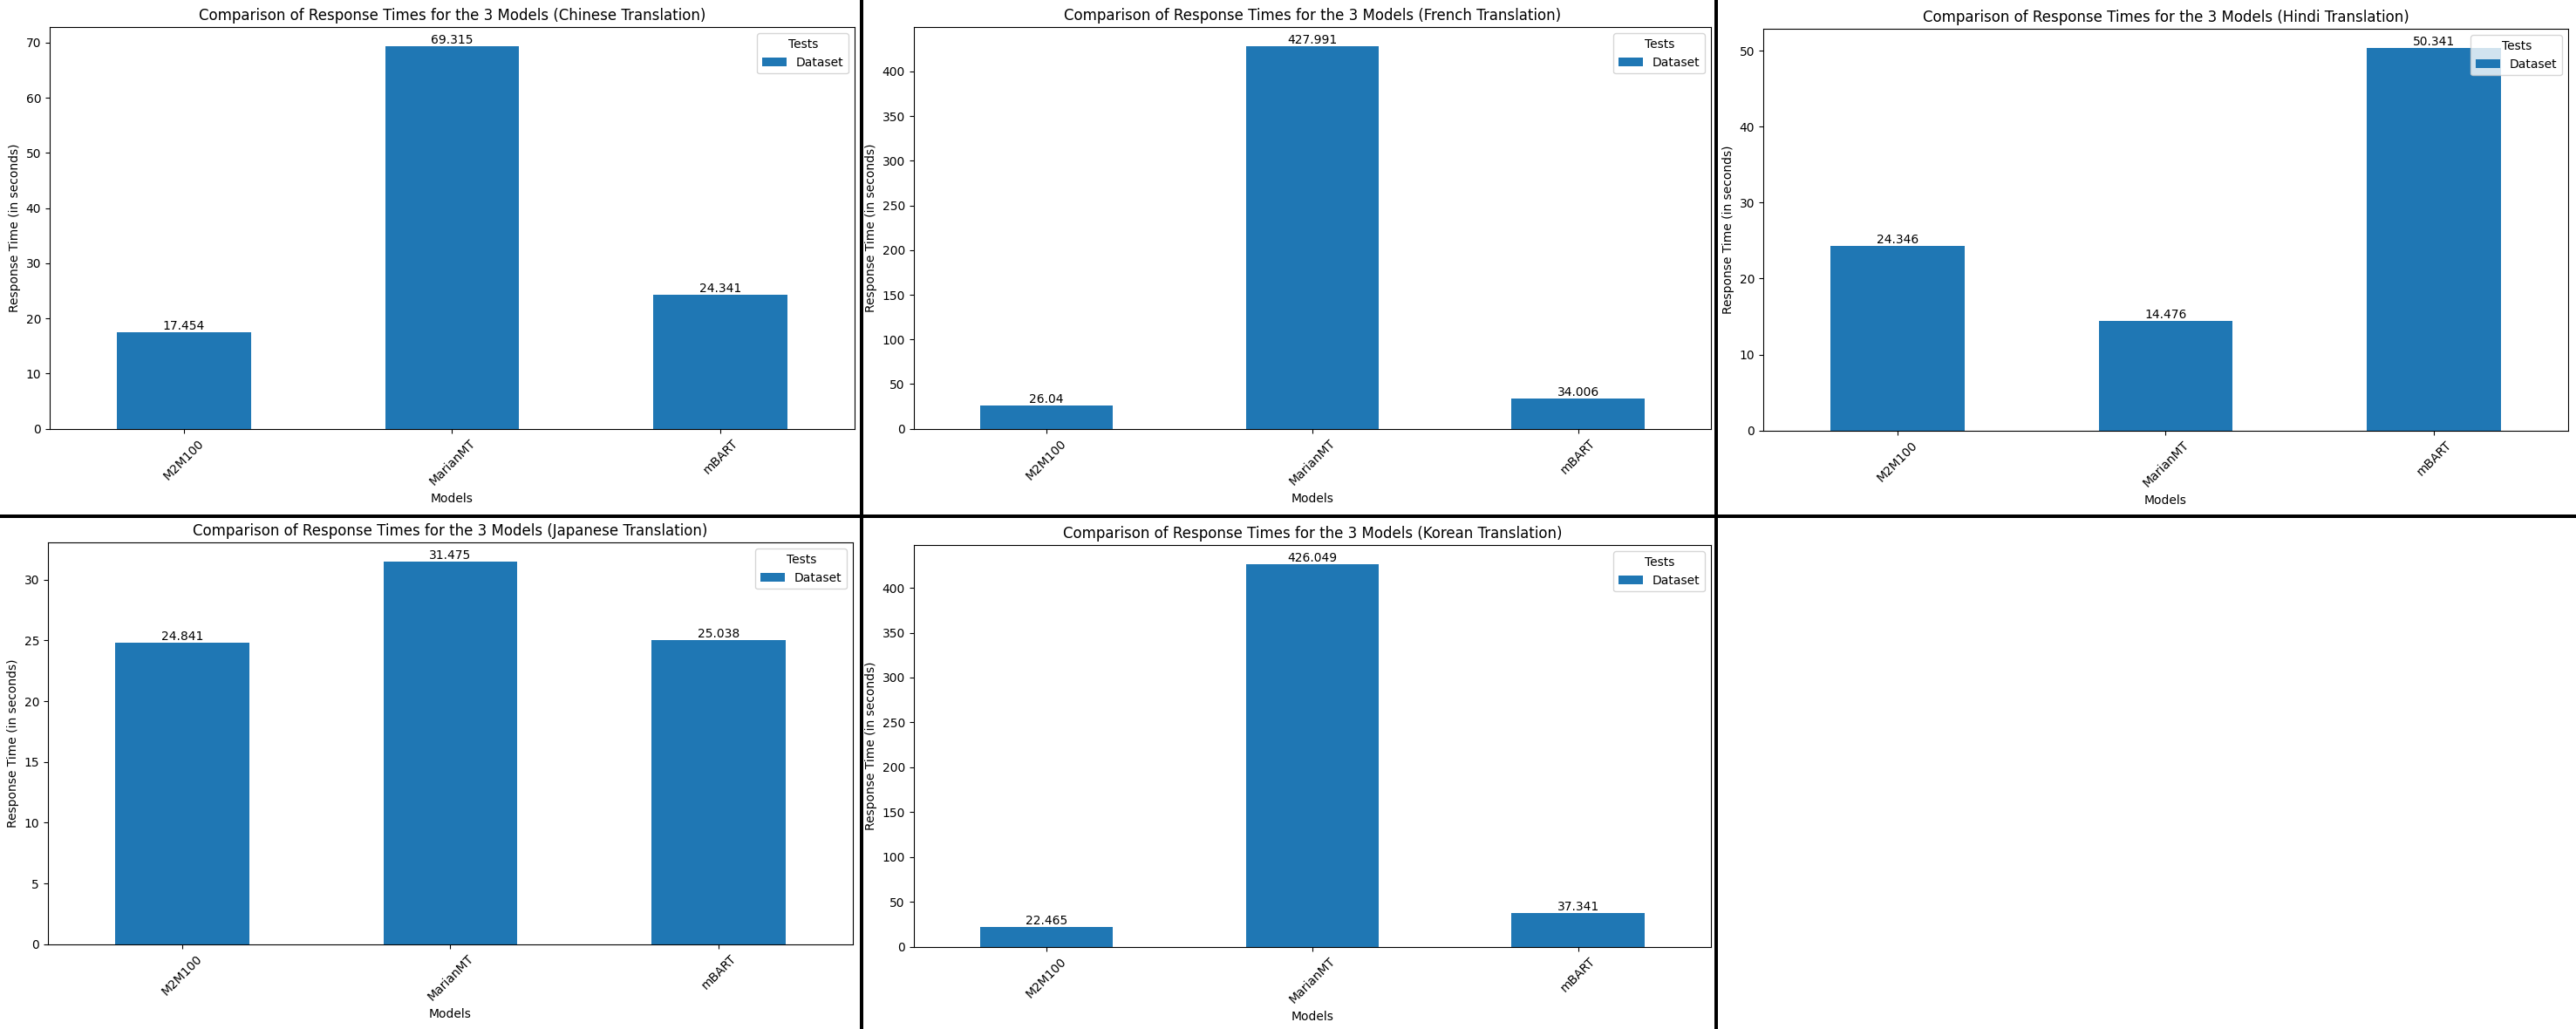 Comparison of Response Times for the 3 Models (Chinese Translation)
Response Time (in seconds)
70
60
50
40
30
20
10
0
17.454
69.315
24.341
Tests
Dataset
M2M100
MarianMT
mBART
Models
Comparison of Response Times for the 3 Models (French Translation)
Response Time (in seconds)
400
350
300
250
200
150
100
50
0
26.04
427.991
34.006
Tests
Dataset
M2M100
MarianMT
mBART
Models
Comparison of Response Times for the 3 Models (Hindi Translation)
Response Time (in seconds)
50
40
30
20
10
0
24.346
14.476
50.341
Tests
Dataset
M2M100
MarianMT
mBART
Models
Comparison of Response Times for the 3 Models (Japanese Translation)
Response Time (in seconds)
30
25
20
15
10
5
0
24.841
31.475
25.038
Tests
Dataset
M2M100
MarianMT
mBART
Models
Comparison of Response Times for the 3 Models (Korean Translation)
Response Time (in seconds)
400
350
300
250
200
150
100
50
0
22.465
426.049
37.341
Tests
Dataset
M2M100
MarianMT
mBART
Models